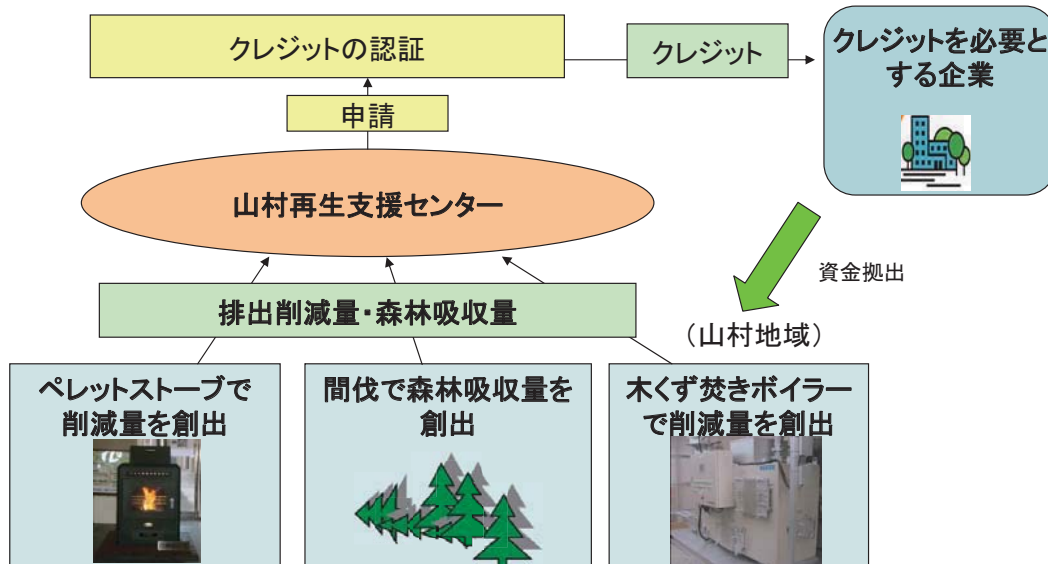 クレジットの認証
クレジット
クレジットを必要と
する企業
申請
山村再生支援センター
資金拠出
排出削減量・森林吸収量
（山村地域）
ペレットストーブで
削減量を創出
間伐で森林吸収量を
創出
木くず焚きボイラー
で削減量を創出